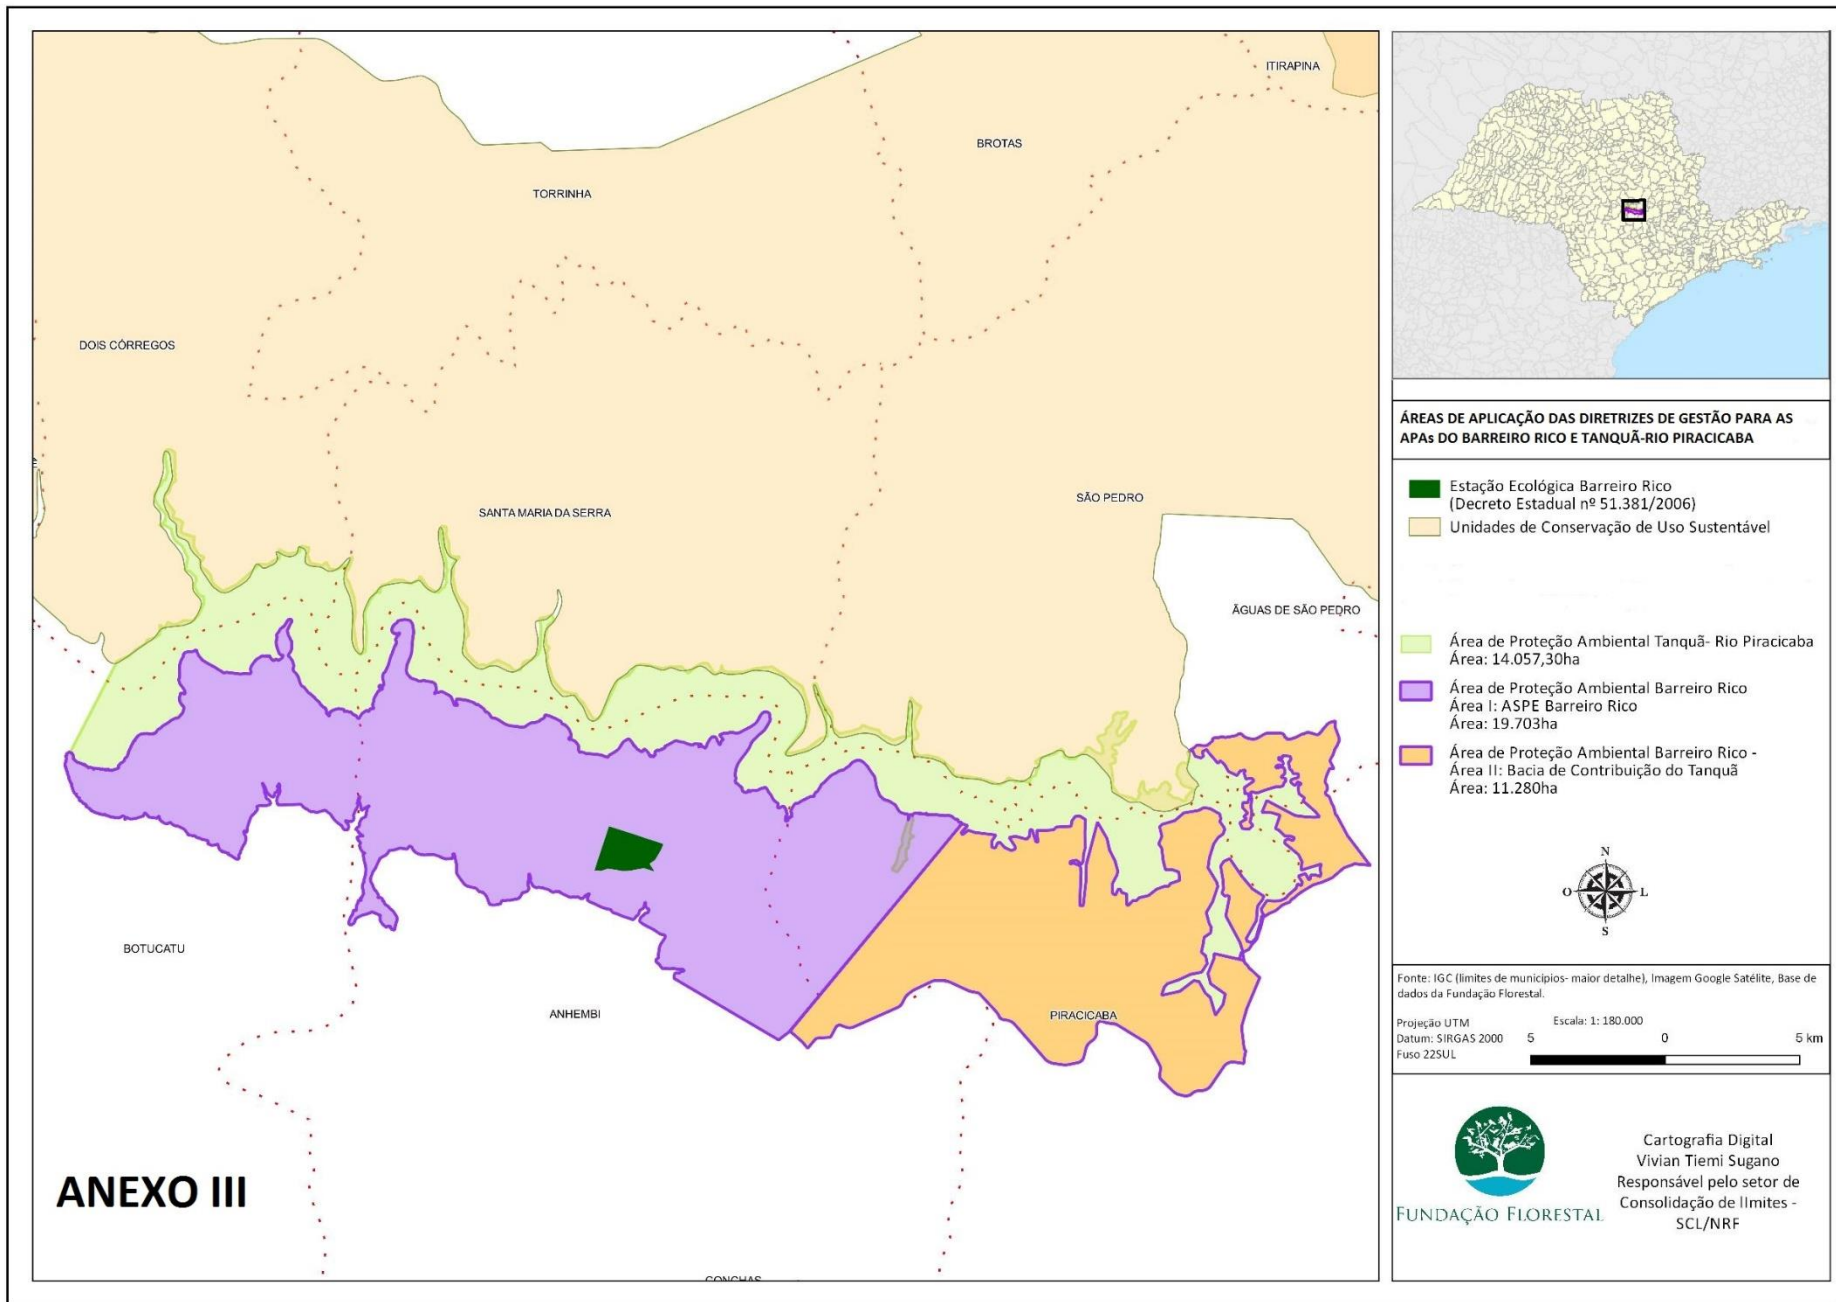 ITIRAPINA
BROTAS
TORRINHA
DOIS CÓRREGOS
SANTA MARIA DA SERRA
SÃO PEDRO
ÁGUAS DE SÃO PEDRO
BOTUCATU
ANHEMBI
PIRACICABA
CONCHAS
ANEXO III
ÁREAS DE APLICAÇÃO DAS DIRETRIZES DE GESTÃO PARA AS
APAs DO BARREIRO RICO E TANQUÃ-RIO PIRACICABA
Estação Ecológica Barreiro Rico
(Decreto Estadual nº 51.381/2006)
Unidades de Conservação de Uso Sustentável
Área de Proteção Ambiental Tanquã- Rio Piracicaba
Área: 14.057,30ha
Área de Proteção Ambiental Barreiro Rico
Área I: ASPE Barreiro Rico
Área: 19.703ha
Área de Proteção Ambiental Barreiro Rico -
Área II: Bacia de Contribuição do Tanquã
Área: 11.280ha
N
O L
S
Fonte: IGC (limites de municípios- maior detalhe), Imagem Google Satélite, Base de
dados da Fundação Florestal.
Projeção UTM
Datum: SIRGAS 2000
Fuso 22SUL
Escala: 1: 180.000
5 0 5 km
FUNDAÇÃO FLORESTAL
Cartografia Digital
Vivian Tiemi Sugano
Responsável pelo setor de
Consolidação de lImites -
SCL/NRF